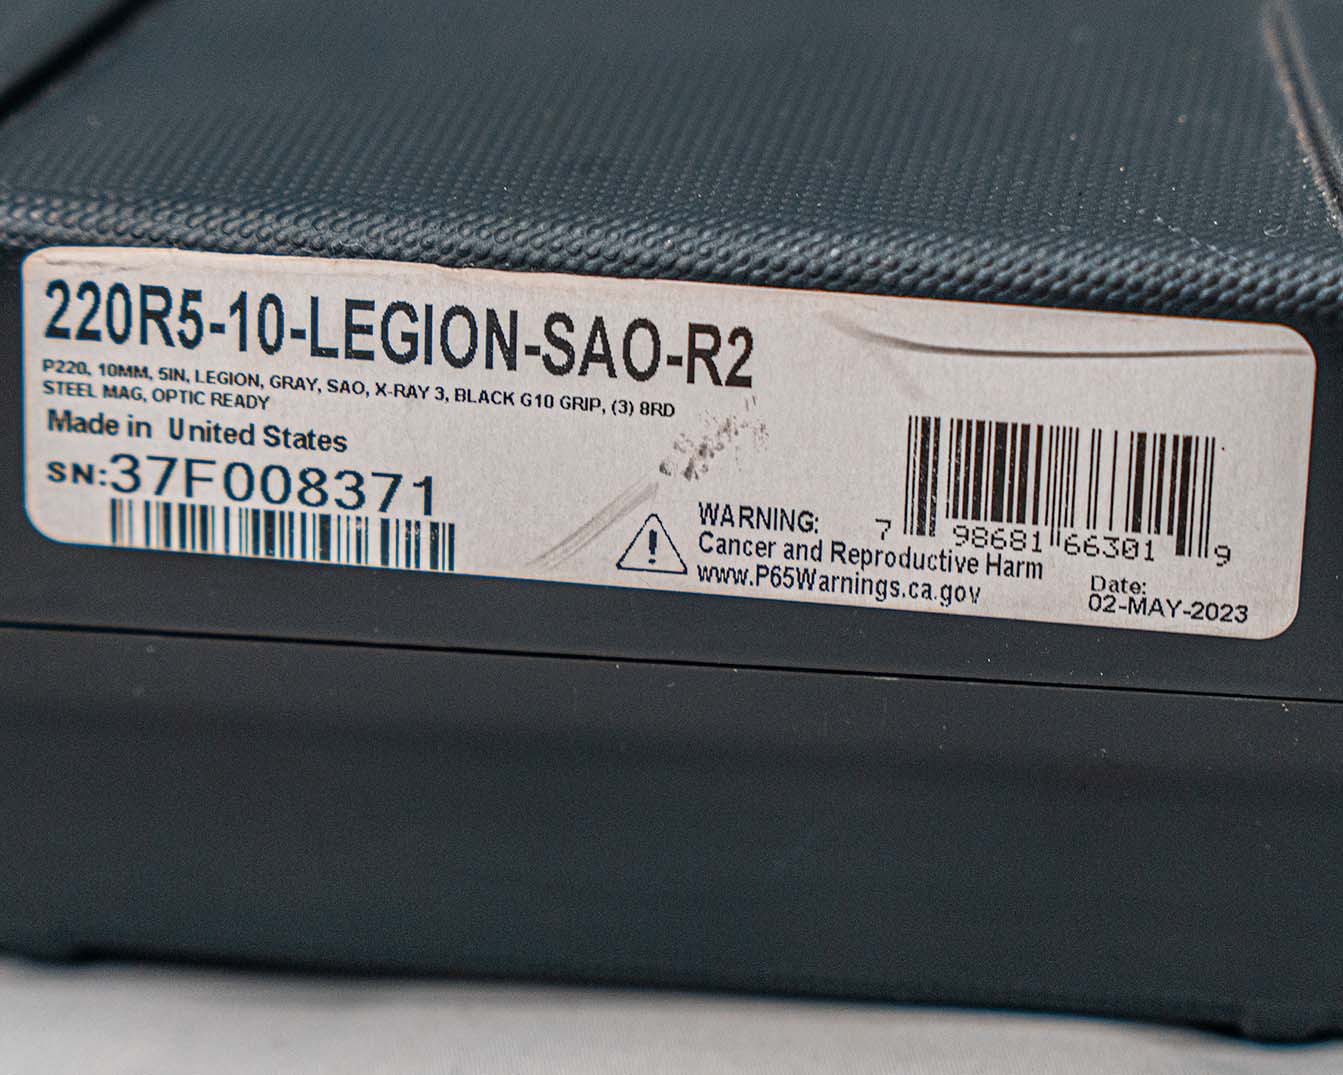 220R5-10-LEGION-SAO-R2
P220, 10MM, 5IN, LEGION, GRAY, SAO, X-RAY 3, BLACK G10 GRIP, (3) 8RD
STEEL MAG, OPTIC READY
Made in United States
SN:37F008371
WARNING:
Cancer and Reproductive Harm
www.P65Warnings.ca.gov
7 98681 66301 9
Date:
02-MAY-2023